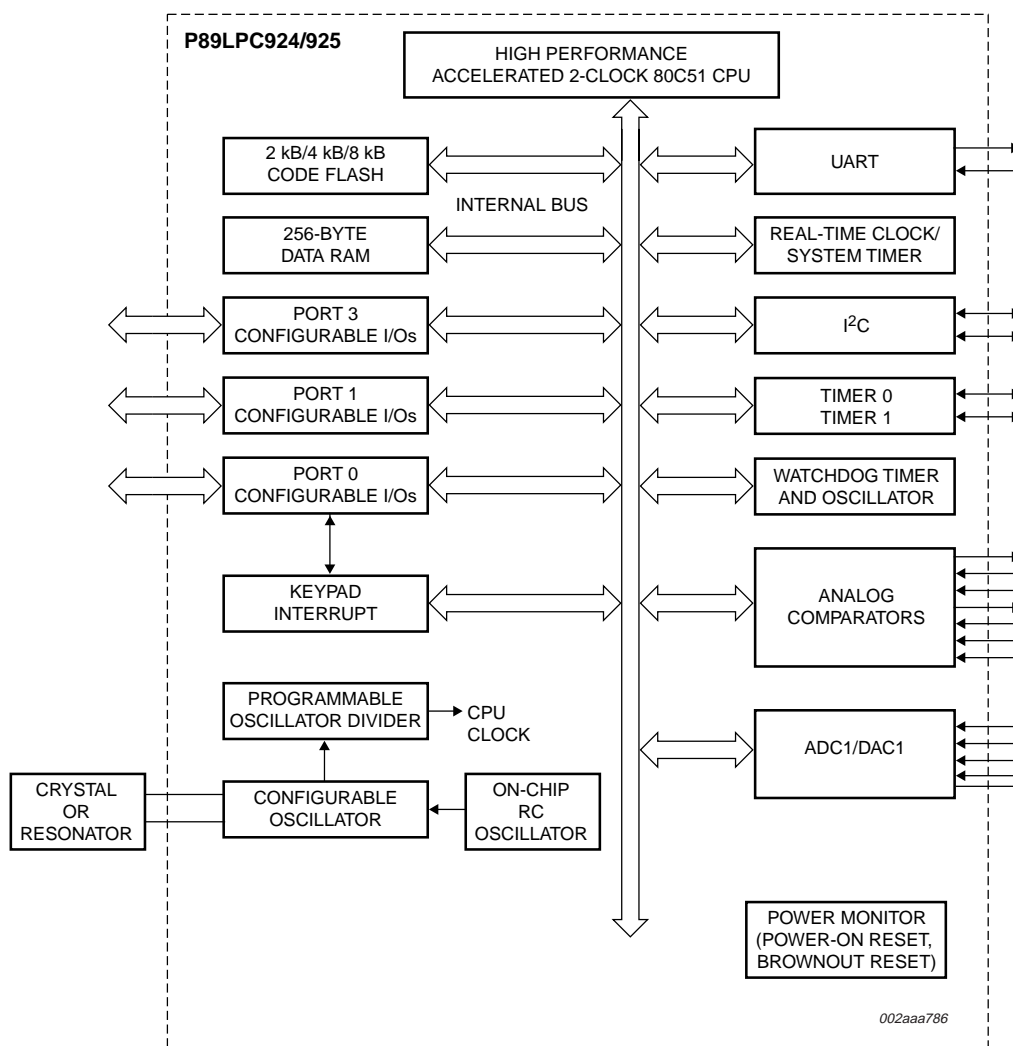 P89LPC924/925
HIGH PERFORMANCE
ACCELERATED 2-CLOCK 80C51 CPU
2 kB/4 kB/8 kB
CODE FLASH
UART
INTERNAL BUS
256-BYTE
DATA RAM
REAL-TIME CLOCK/
SYSTEM TIMER
PORT 3
CONFIGURABLE I/Os
I2C
PORT 1
CONFIGURABLE I/Os
TIMER 0
TIMER 1
PORT 0
CONFIGURABLE I/Os
WATCHDOG TIMER
AND OSCILLATOR
KEYPAD
INTERRUPT
ANALOG
COMPARATORS
PROGRAMMABLE
OSCILLATOR DIVIDER
CPU
CLOCK
ADC1/DAC1
CRYSTAL
OR
RESONATOR
CONFIGURABLE
OSCILLATOR
ON-CHIP
RC
OSCILLATOR
POWER MONITOR
(POWER-ON RESET,
BROWNOUT RESET)
002aaa786